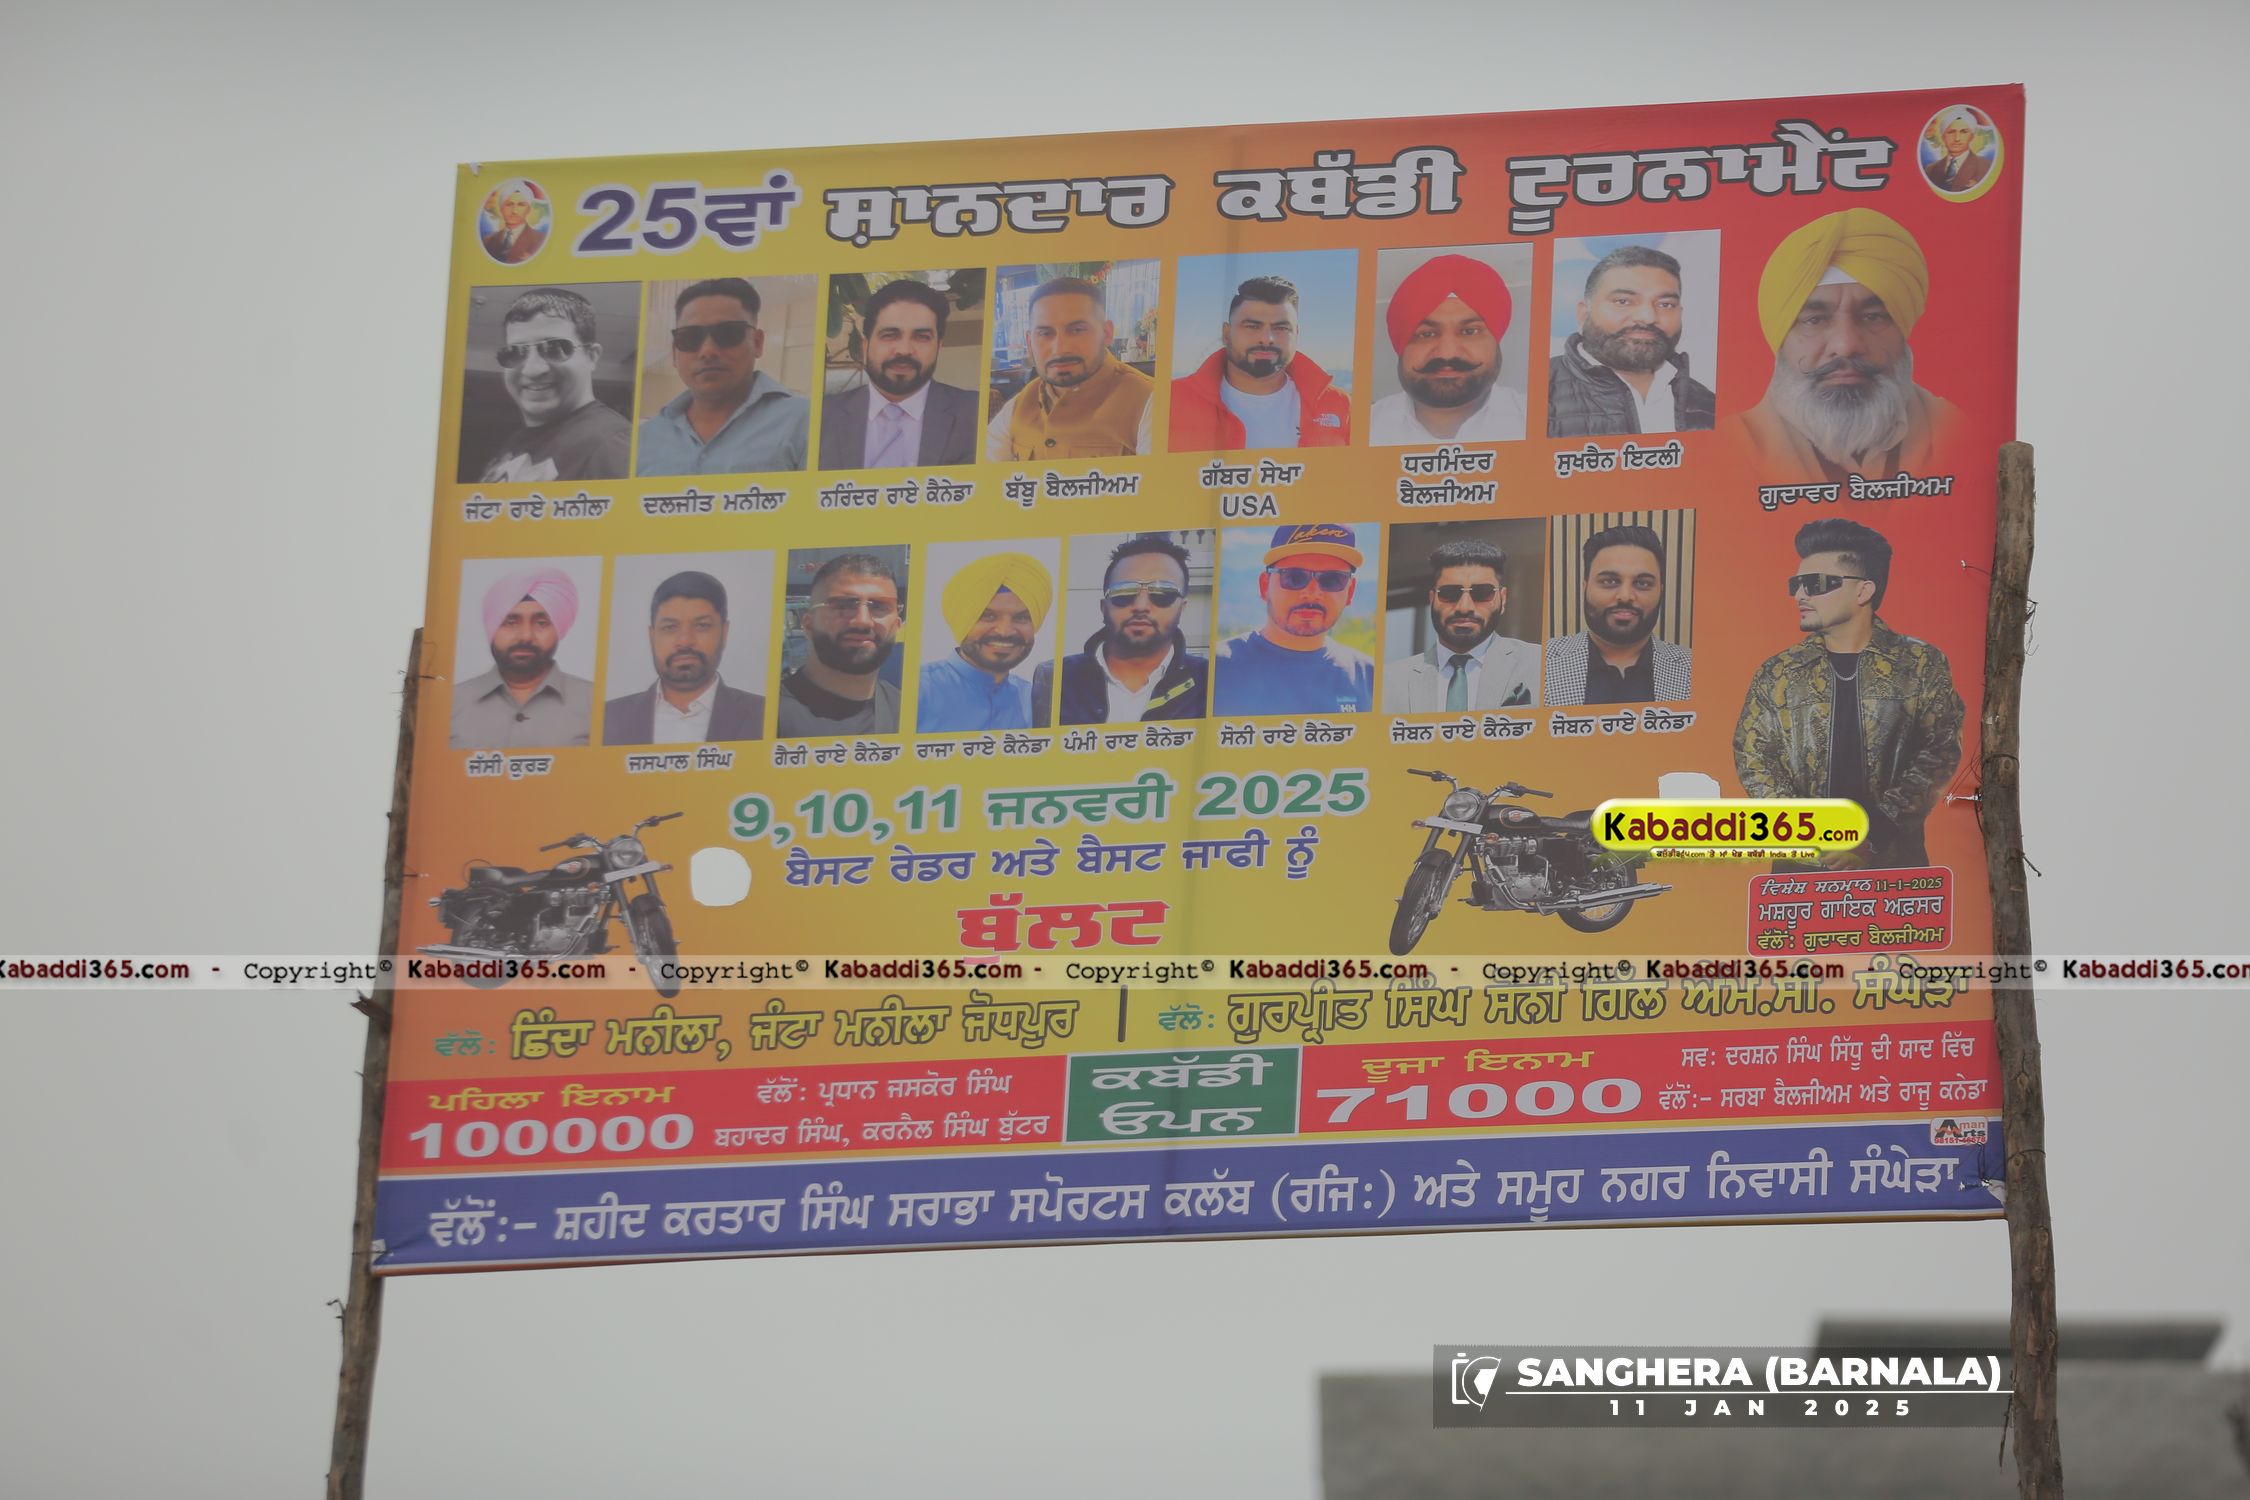 25ਵਾਂ ਸ਼ਾਨਦਾਰ ਕਬੱਡੀ ਟੂਰਨਾਮੈਂਟ
ਜੰਟਾ ਰਾਏ ਮਨੀਲਾ
ਦਲਜੀਤ ਮਨੀਲਾ
ਨਰਿੰਦਰ ਰਾਏ ਕੈਨੇਡਾ
ਬੱਬੂ ਬੈਲਜੀਅਮ
ਗੱਬਰ ਸੇਖਾ
USA
ਧਰਮਿੰਦਰ
ਬੈਲਜੀਅਮ
ਸੁਖਚੈਨ ਇਟਲੀ
ਗੁਦਾਵਰ ਬੈਲਜੀਅਮ
ਜੱਸੀ ਕੁਰੜ
ਜਸਪਾਲ ਸਿੰਘ
ਗੈਰੀ ਰਾਏ ਕੈਨੇਡਾ
ਰਾਜਾ ਰਾਏ ਕੈਨੇਡਾ
ਪੰਮੀ ਰਾੲ ਕੈਨੇਡਾ
ਸੋਨੀ ਰਾਏ ਕੈਨੇਡਾ
ਜੋਬਨ ਰਾਏ ਕੈਨੇਡਾ
ਜੋਬਨ ਰਾਏ ਕੈਨੇਡਾ
9,10,11 ਜਨਵਰੀ 2025
ਬੈਸਟ ਰੇਡਰ ਅਤੇ ਬੈਸਟ ਜਾਫੀ ਨੂੰ
ਬੁੱਲਟ
Kabaddi365.com
ਵਿਸ਼ੇਸ਼ ਸਨਮਾਨ 11-1-2025
ਮਸ਼ਹੂਰ ਗਾਇਕ ਅਫ਼ਸਰ
ਵੱਲੋਂ: ਗੁਦਾਵਰ ਬੈਲਜੀਅਮ
Kabaddi365.com - Copyright© Kabaddi365.com - Copyright© Kabaddi365.com - Copyright© Kabaddi365.com - Copyright© Kabaddi365.com - Copyright© Kabaddi365.com
ਵੱਲੋਂ: ਛਿੰਦਾ ਮਨੀਲਾ, ਜੰਟਾ ਮਨੀਲਾ ਜੋਧਪੁਰ
ਵੱਲੋਂ: ਗੁਰਪ੍ਰੀਤ ਸਿੰਘ ਸੋਨੀ ਗਿੱਲ ਐਮ.ਸੀ. ਸੰਘੇੜਾ
ਪਹਿਲਾ ਇਨਾਮ
100000
ਵੱਲੋਂ: ਪ੍ਰਧਾਨ ਜਸਕੋਰ ਸਿੰਘ
ਬਹਾਦਰ ਸਿੰਘ, ਕਰਨੈਲ ਸਿੰਘ ਬੁੱਟਰ
ਕਬੱਡੀ
ਓਪਨ
ਦੂਜਾ ਇਨਾਮ
71000
ਸਵ: ਦਰਸ਼ਨ ਸਿੰਘ ਸਿੱਧੂ ਦੀ ਯਾਦ ਵਿੱਚ
ਵੱਲੋਂ:- ਸਰਬਾ ਬੈਲਜੀਅਮ ਅਤੇ ਰਾਜੂ ਕਨੇਡਾ
Aman
Arts
ਵੱਲੋਂ:- ਸ਼ਹੀਦ ਕਰਤਾਰ ਸਿੰਘ ਸਰਾਭਾ ਸਪੋਰਟਸ ਕਲੱਬ (ਰਜਿ:) ਅਤੇ ਸਮੂਹ ਨਗਰ ਨਿਵਾਸੀ ਸੰਘੇੜਾ
SANGHERA (BARNALA)
11 JAN 2025